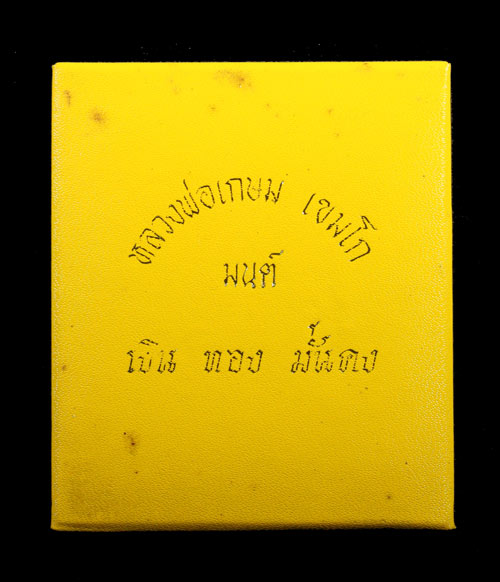 หลวงพ่อเกษม เขมโก
มนต์
เงิน ทอง มั่นคง